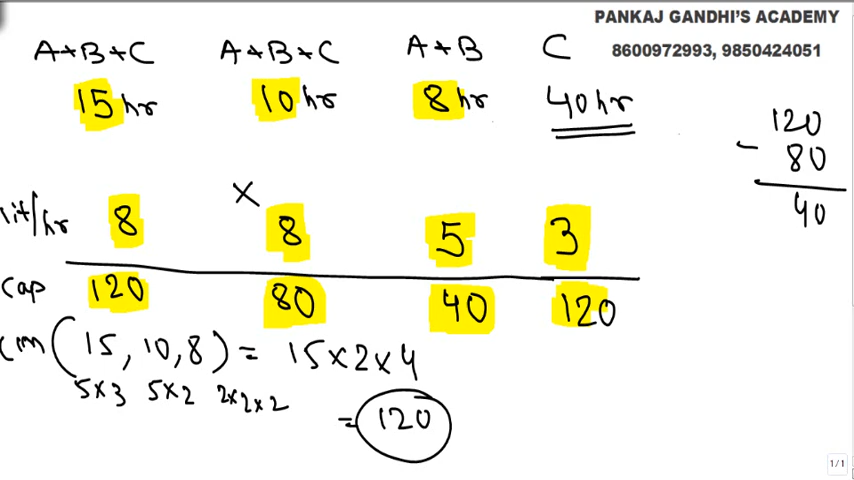 PANKAJ GANDHI'S ACADEMY
8600972993, 9850424051
A+B+C A+B+C A+B C
15 hr 10 hr 8 hr 40 hr
120
- 80
40
lit/hr 8 × 8 5 3
cap 120 80 40 120
cm (15, 10, 8) = 15×2×4
5×3 5×2 2×2×2
= 120
1/1